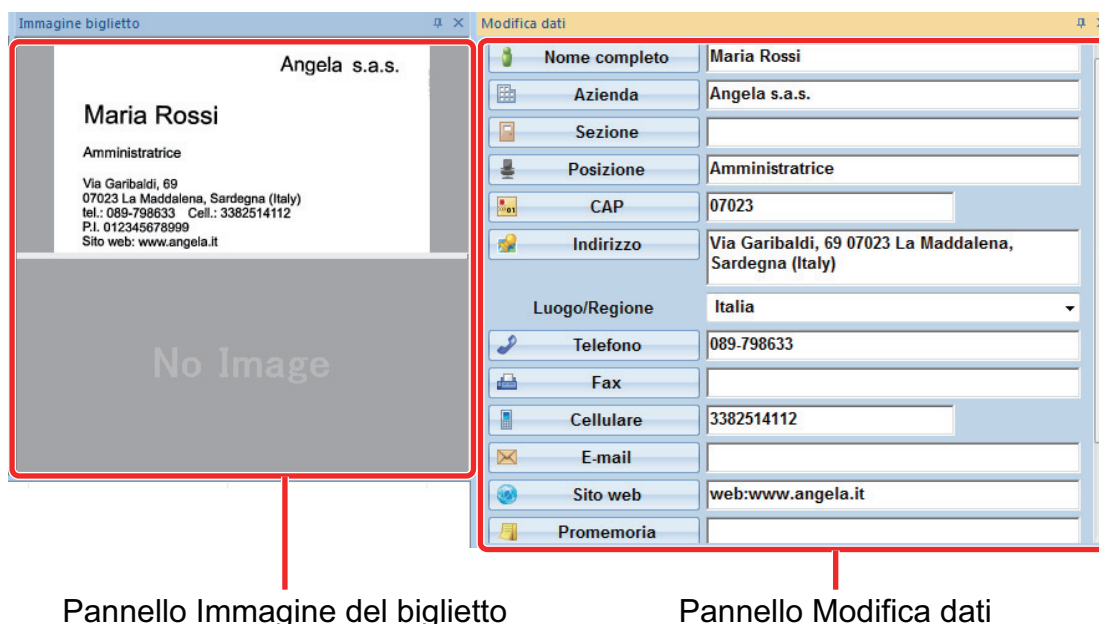 Immagine biglietto
Angela s.a.s.
Maria Rossi
Amministratrice
Via Garibaldi, 69
07023 La Maddalena, Sardegna (Italy)
tel.: 089-798633 Cell.: 3382514112
P.I. 012345678999
Sito web: www.angela.it
No Image
Modifica dati
Nome completo Maria Rossi
Azienda Angela s.a.s.
Sezione
Posizione Amministratrice
CAP 07023
Indirizzo Via Garibaldi, 69 07023 La Maddalena,
Sardegna (Italy)
Luogo/Regione Italia
Telefono 089-798633
Fax
Cellulare 3382514112
E-mail
Sito web web:www.angela.it
Promemoria
Pannello Immagine del biglietto
Pannello Modifica dati